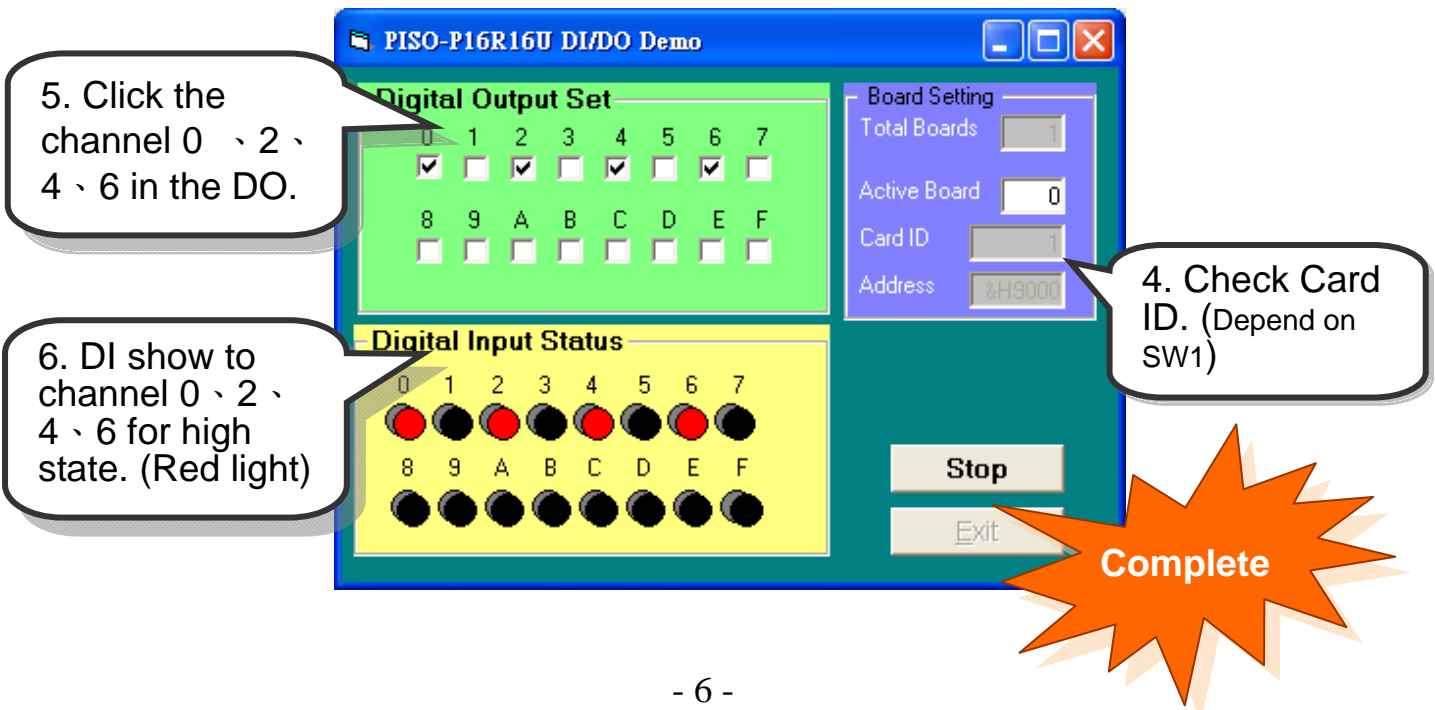 PISO-P16R16U DI/DO Demo
5. Click the
channel 0 、2、
4、6 in the DO.
Digital Output Set
0 1 2 3 4 5 6 7
8 9 A B C D E F
Board Setting
Total Boards 1
Active Board 0
Card ID 1
Address &H9000
4. Check Card
ID. (Depend on
SW1)
6. DI show to
channel 0、2、
4、6 for high
state. (Red light)
Digital Input Status
0 1 2 3 4 5 6 7
8 9 A B C D E F
Stop
Exit
Complete
- 6 -